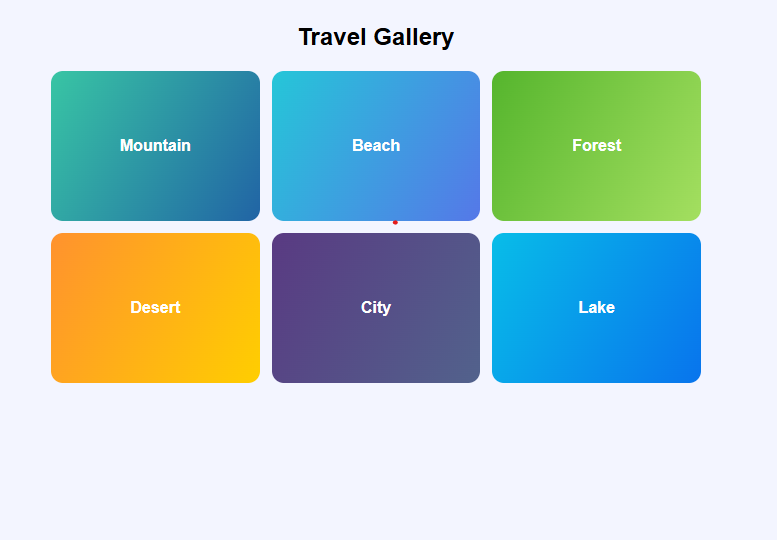 Travel Gallery
Mountain
Beach
Forest
Desert
City
Lake